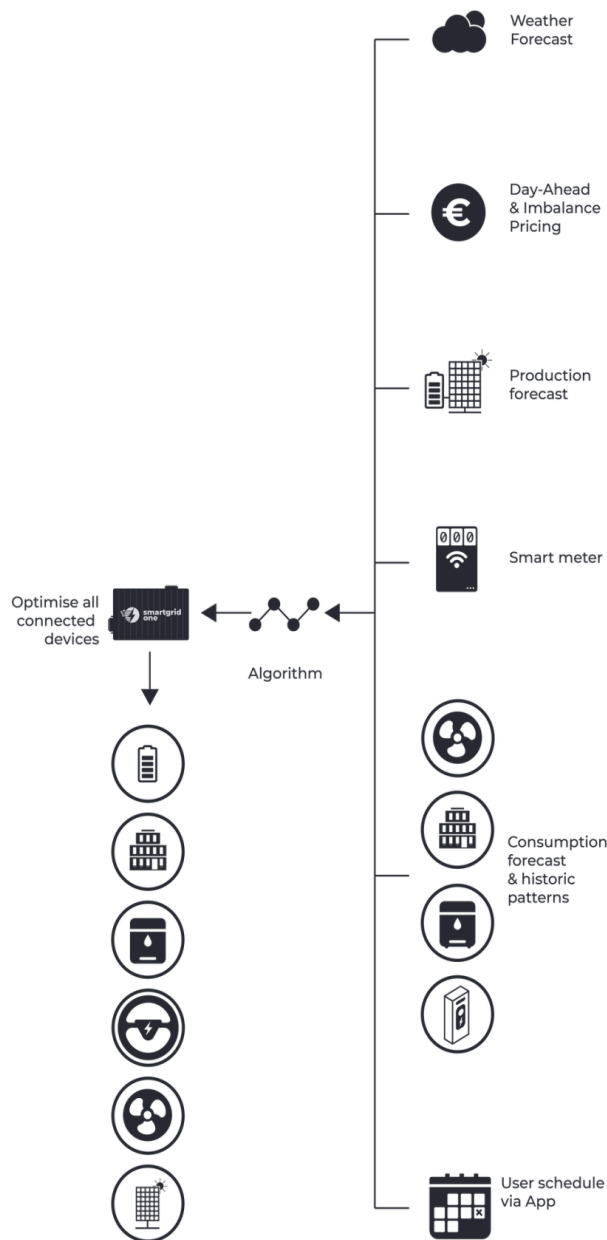 Weather
Forecast
Day-Ahead
& Imbalance
Pricing
€
Production
forecast
000
Smart meter
Optimise all
connected
devices
smartgrid
one
Algorithm
Consumption
forecast
& historic
patterns
User schedule
via App